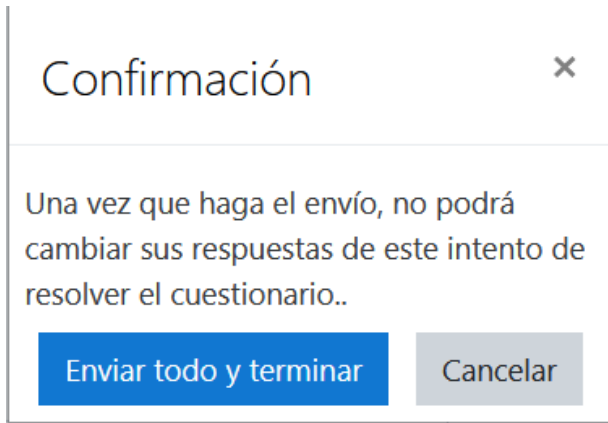 Confirmación ×
Una vez que haga el envío, no podrá
cambiar sus respuestas de este intento de
resolver el cuestionario..
Enviar todo y terminar Cancelar